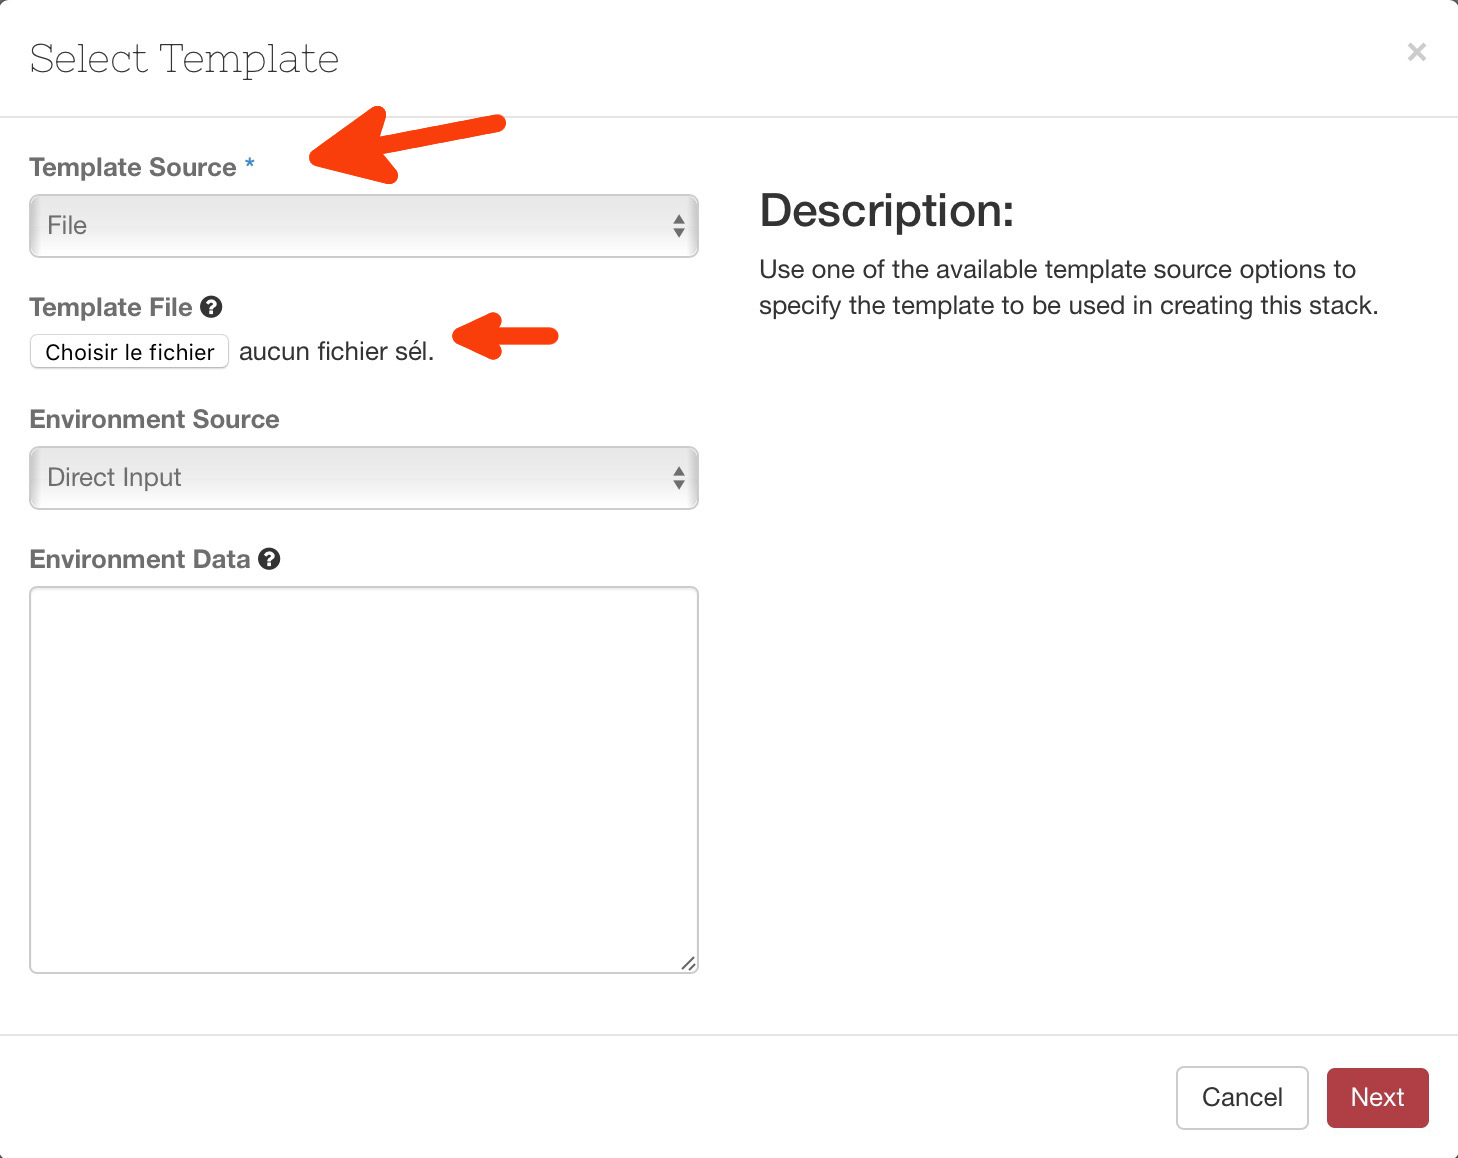 Select Template
×
Template Source *
File
Template File ?
Choisir le fichier aucun fichier sél.
Environment Source
Direct Input
Environment Data ?
Description:
Use one of the available template source options to
specify the template to be used in creating this stack.
Cancel
Next